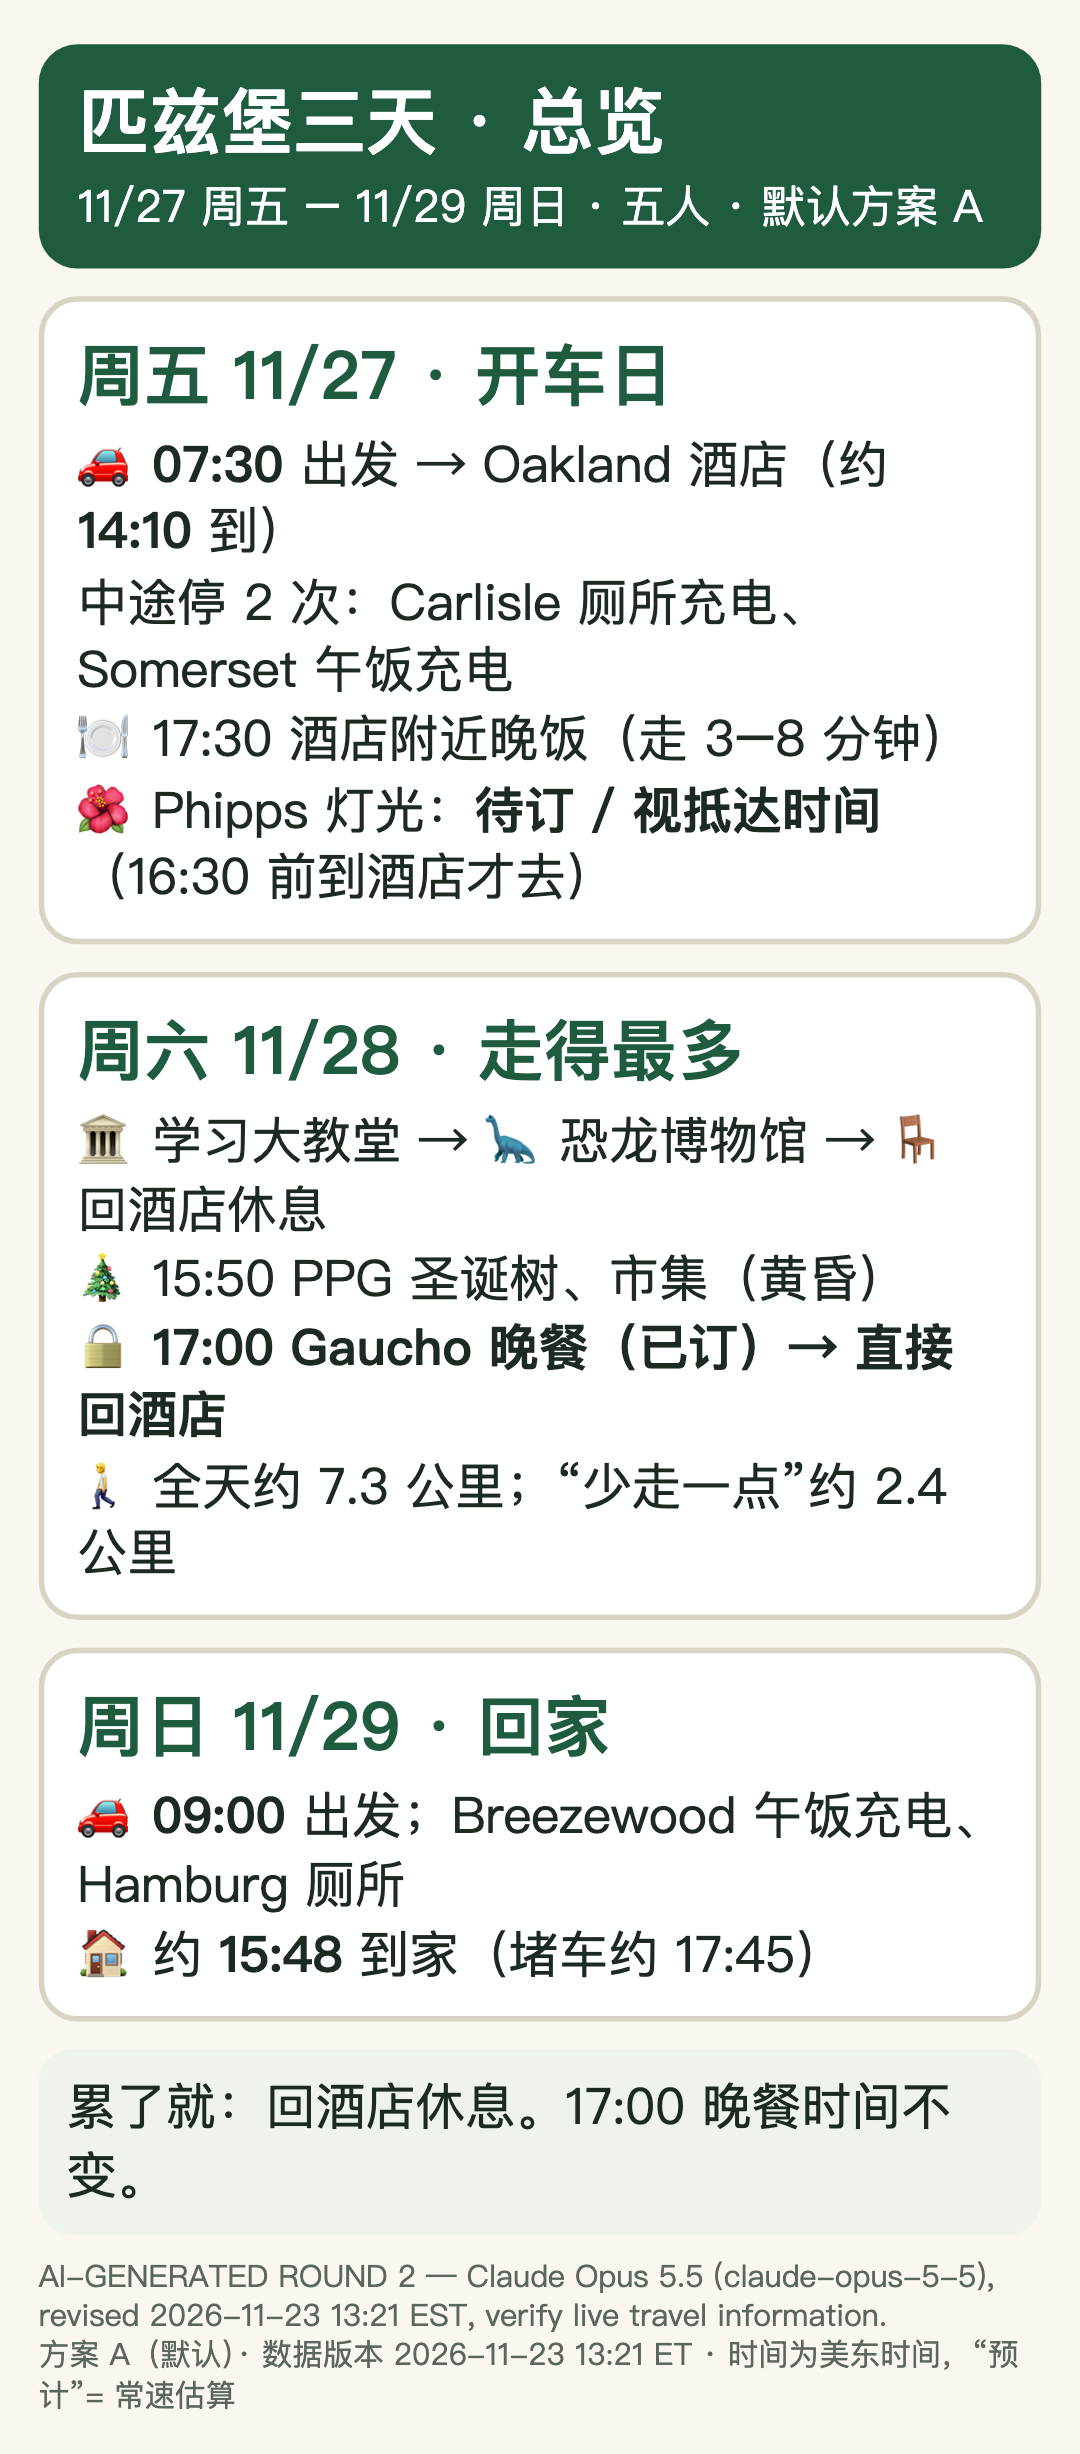 匹兹堡三天 · 总览
11/27 周五 — 11/29 周日 · 五人 · 默认方案 A
周五 11/27 · 开车日
🚗 07:30 出发 → Oakland 酒店（约
14:10 到）
中途停 2 次：Carlisle 厕所充电、
Somerset 午饭充电
🍽️ 17:30 酒店附近晚饭（走 3–8 分钟）
🌺 Phipps 灯光：待订 / 视抵达时间
（16:30 前到酒店才去）
周六 11/28 · 走得最多
🏛️ 学习大教堂 → 🦕 恐龙博物馆 → 🪑
回酒店休息
🎄 15:50 PPG 圣诞树、市集（黄昏）
🔒 17:00 Gaucho 晚餐（已订）→ 直接
回酒店
🚶 全天约 7.3 公里；“少走一点”约 2.4
公里
周日 11/29 · 回家
🚗 09:00 出发；Breezewood 午饭充电、
Hamburg 厕所
🏠 约 15:48 到家（堵车约 17:45）
累了就：回酒店休息。17:00 晚餐时间不
变。
AI-GENERATED ROUND 2 — Claude Opus 5.5 (claude-opus-5-5),
revised 2026-11-23 13:21 EST, verify live travel information.
方案 A（默认）· 数据版本 2026-11-23 13:21 ET · 时间为美东时间，“预
计”= 常速估算